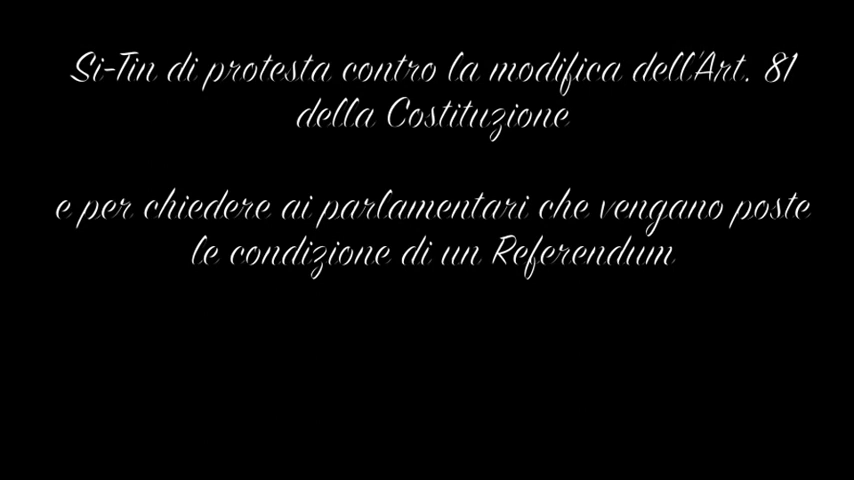 Si-Tin di protesta contro la modifica dell'Art. 81
della Costituzione
e per chiedere ai parlamentari che vengano poste
le condizione di un Referendum